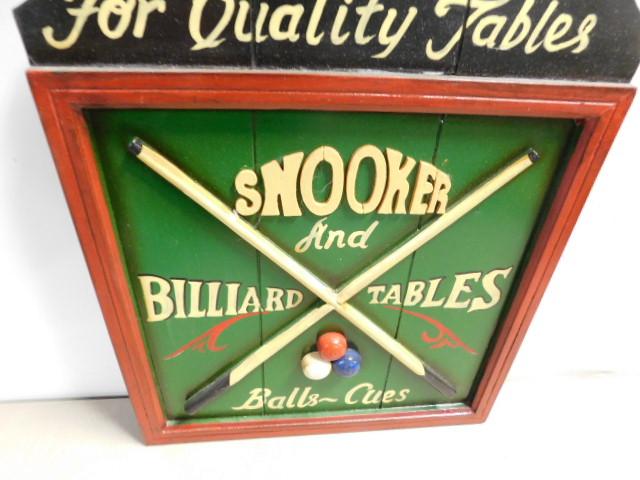 For Quality Tables
SNOOKER
And
BILLIARD TABLES
Balls~Cues